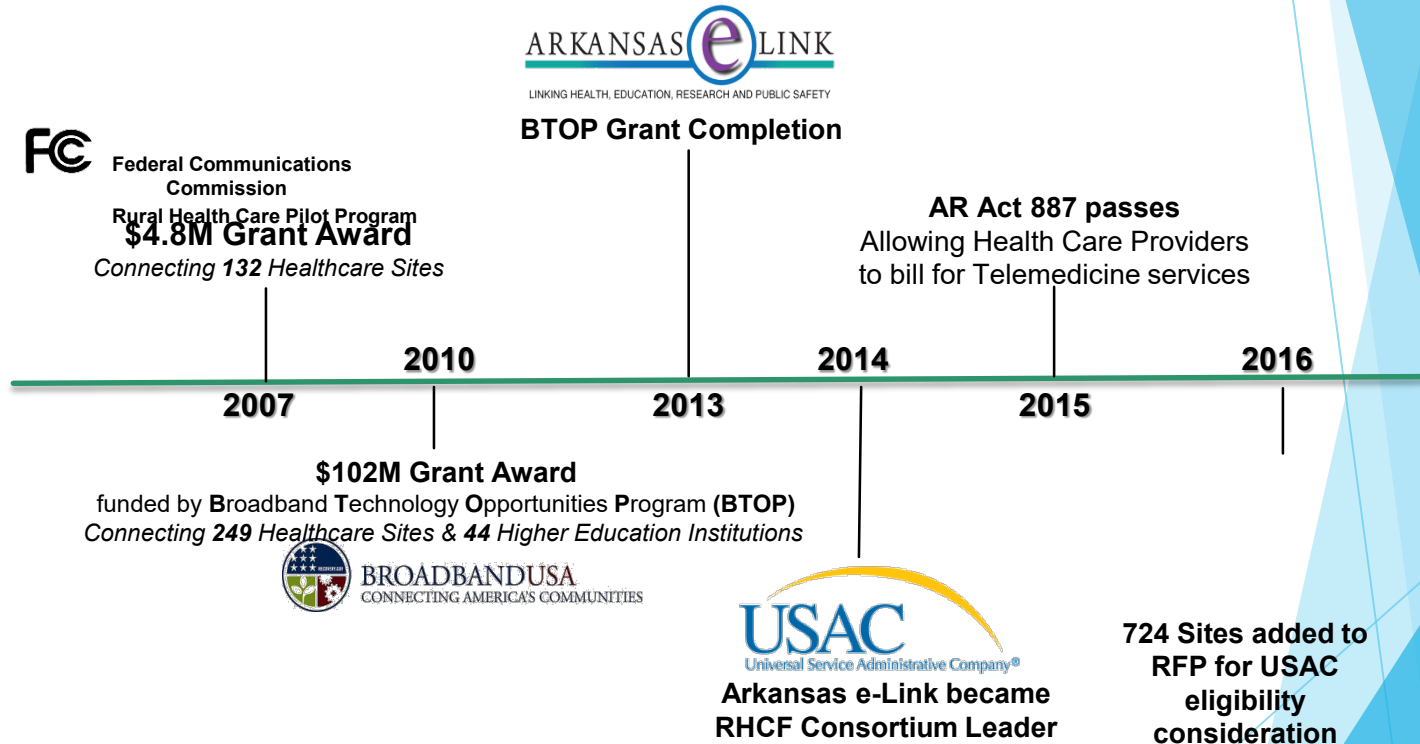 ARKANSAS e LINK
LINKING HEALTH, EDUCATION, RESEARCH AND PUBLIC SAFETY
BTOP Grant Completion
FCC
Federal Communications
Commission
Rural Health Care Pilot Program
$4.8M Grant Award
Connecting 132 Healthcare Sites
AR Act 887 passes
Allowing Health Care Providers
to bill for Telemedicine services
2010
2014
2016
2007
2013
2015
$102M Grant Award
funded by Broadband Technology Opportunities Program (BTOP)
Connecting 249 Healthcare Sites & 44 Higher Education Institutions
RECOVERY.GOV
BROADBANDUSA
CONNECTING AMERICA'S COMMUNITIES
USAC
Universal Service Administrative Company®
Arkansas e-Link became
RHCF Consortium Leader
724 Sites added to
RFP for USAC
eligibility
consideration